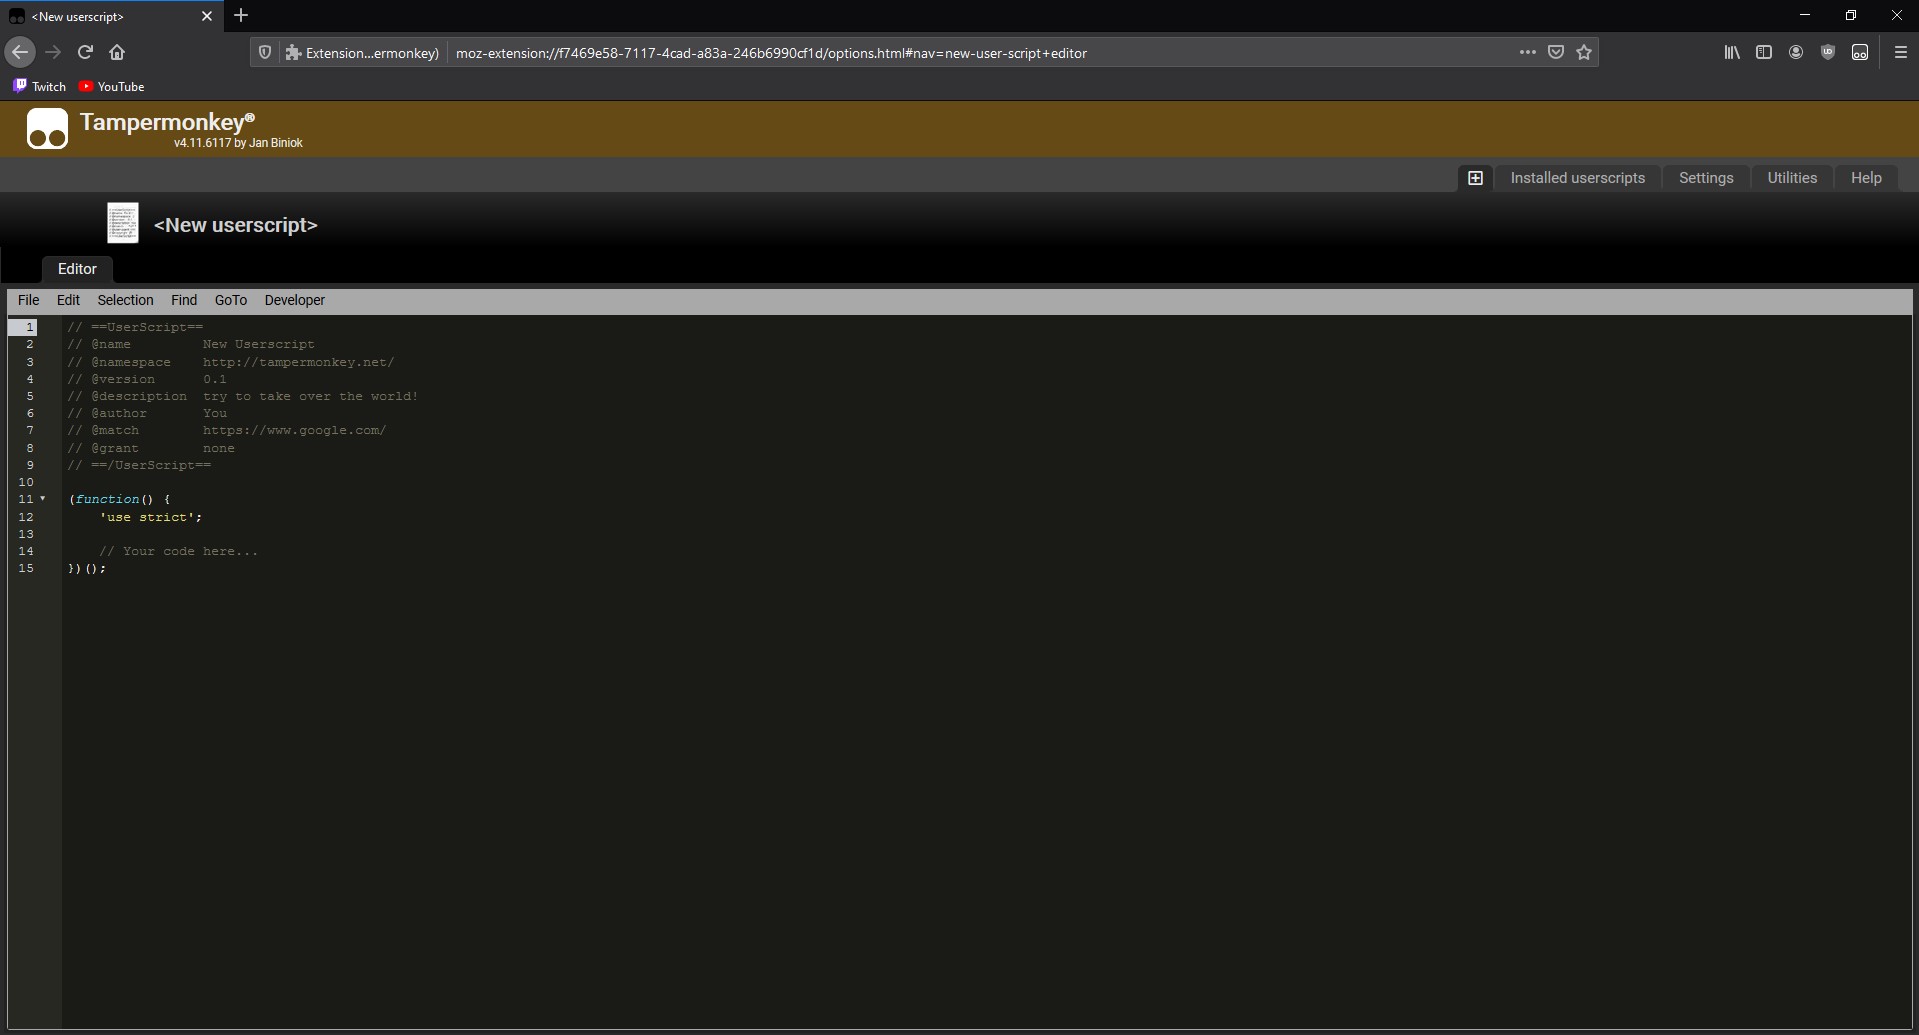 <New userscript>
Extension...ermonkey)
moz-extension://f7469e58-7117-4cad-a83a-246b6990cf1d/options.html#nav=new-user-script+editor
Twitch
YouTube
Tampermonkey®
v4.11.6117 by Jan Biniok
Installed userscripts
Settings
Utilities
Help
<New userscript>
Editor
File Edit Selection Find GoTo Developer
1 // ==UserScript==
2 // @name         New Userscript
3 // @namespace    http://tampermonkey.net/
4 // @version      0.1
5 // @description  try to take over the world!
6 // @author       You
7 // @match        https://www.google.com/
8 // @grant        none
9 // ==/UserScript==
10
11 (function() {
12     'use strict';
13
14     // Your code here...
15 })();